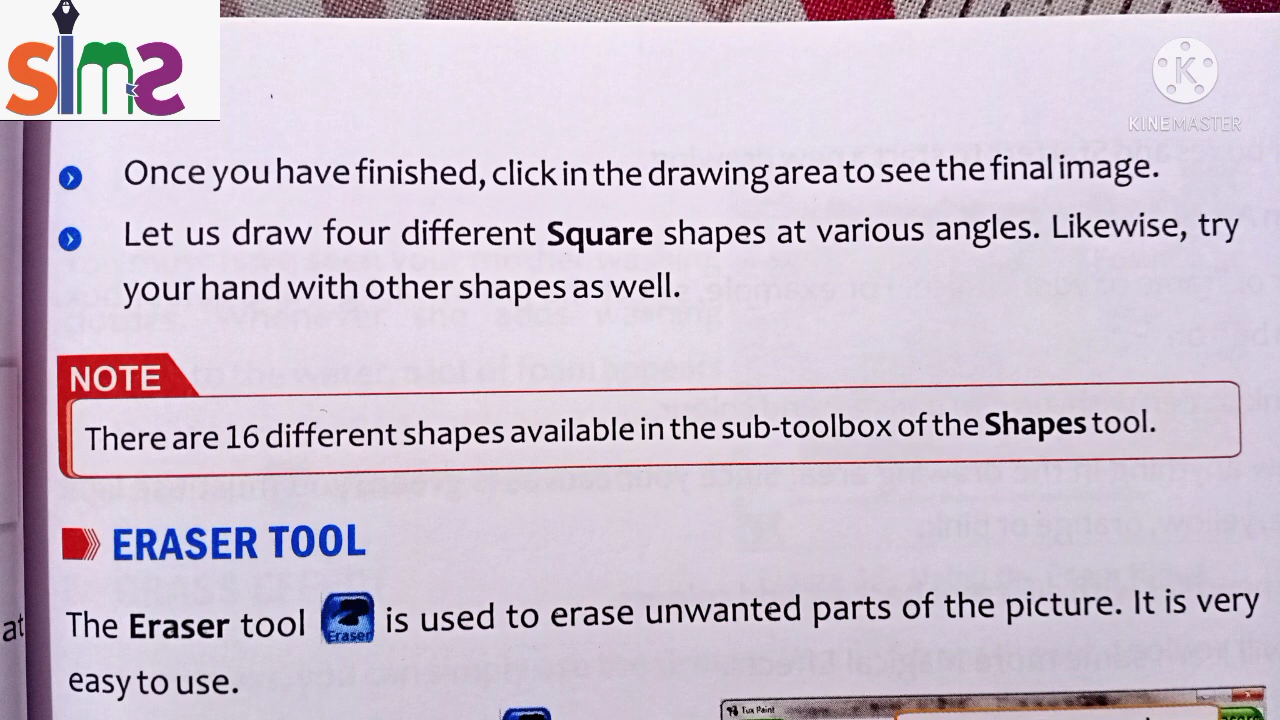 SIMS
KINEMASTER
K
Once you have finished, click in the drawing area to see the final image.
Let us draw four different Square shapes at various angles. Likewise, try
your hand with other shapes as well.
NOTE
There are 16 different shapes available in the sub-toolbox of the Shapes tool.
ERASER TOOL
The Eraser tool Eraser is used to erase unwanted parts of the picture. It is very
at
easy to use.
Tux Paint